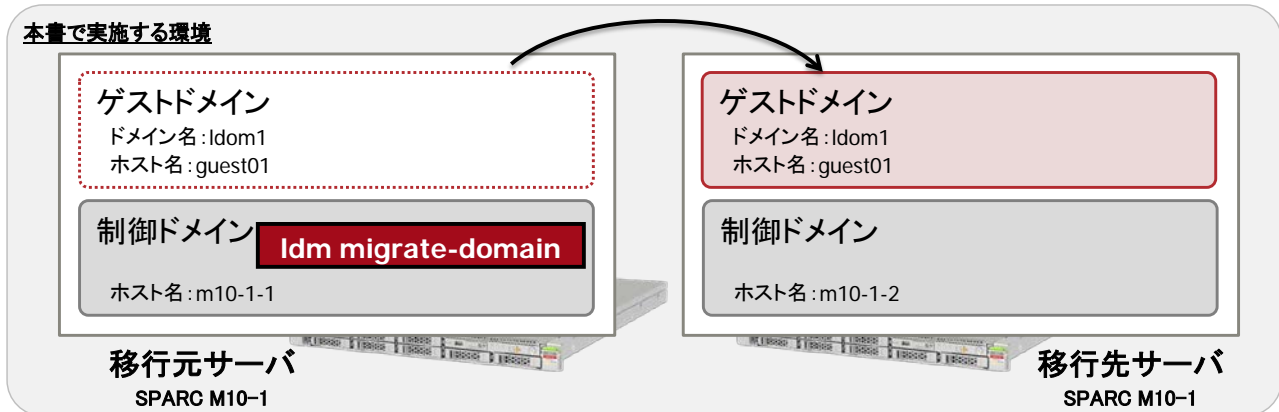 本書で実施する環境
ゲストドメイン
ドメイン名:ldom1
ホスト名:guest01
制御ドメイン
ldm migrate-domain
ホスト名:m10-1-1
移行元サーバ
SPARC M10-1
ゲストドメイン
ドメイン名:ldom1
ホスト名:guest01
制御ドメイン
ホスト名:m10-1-2
移行先サーバ
SPARC M10-1